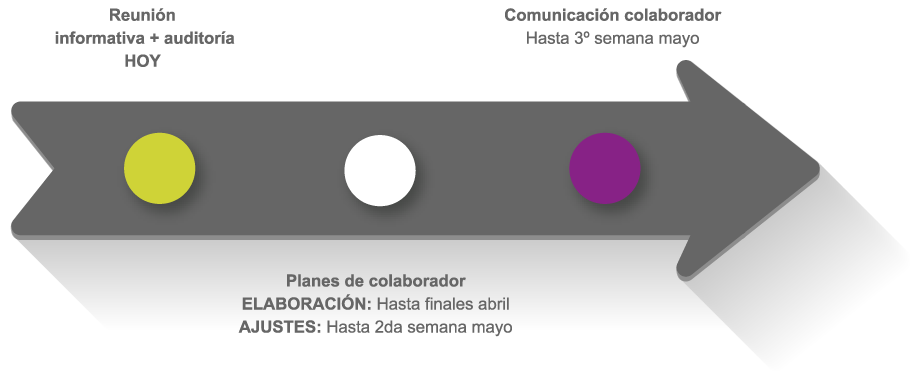 Reunión
informativa + auditoría
HOY
Comunicación colaborador
Hasta 3º semana mayo
Planes de colaborador
ELABORACIÓN: Hasta finales abril
AJUSTES: Hasta 2da semana mayo